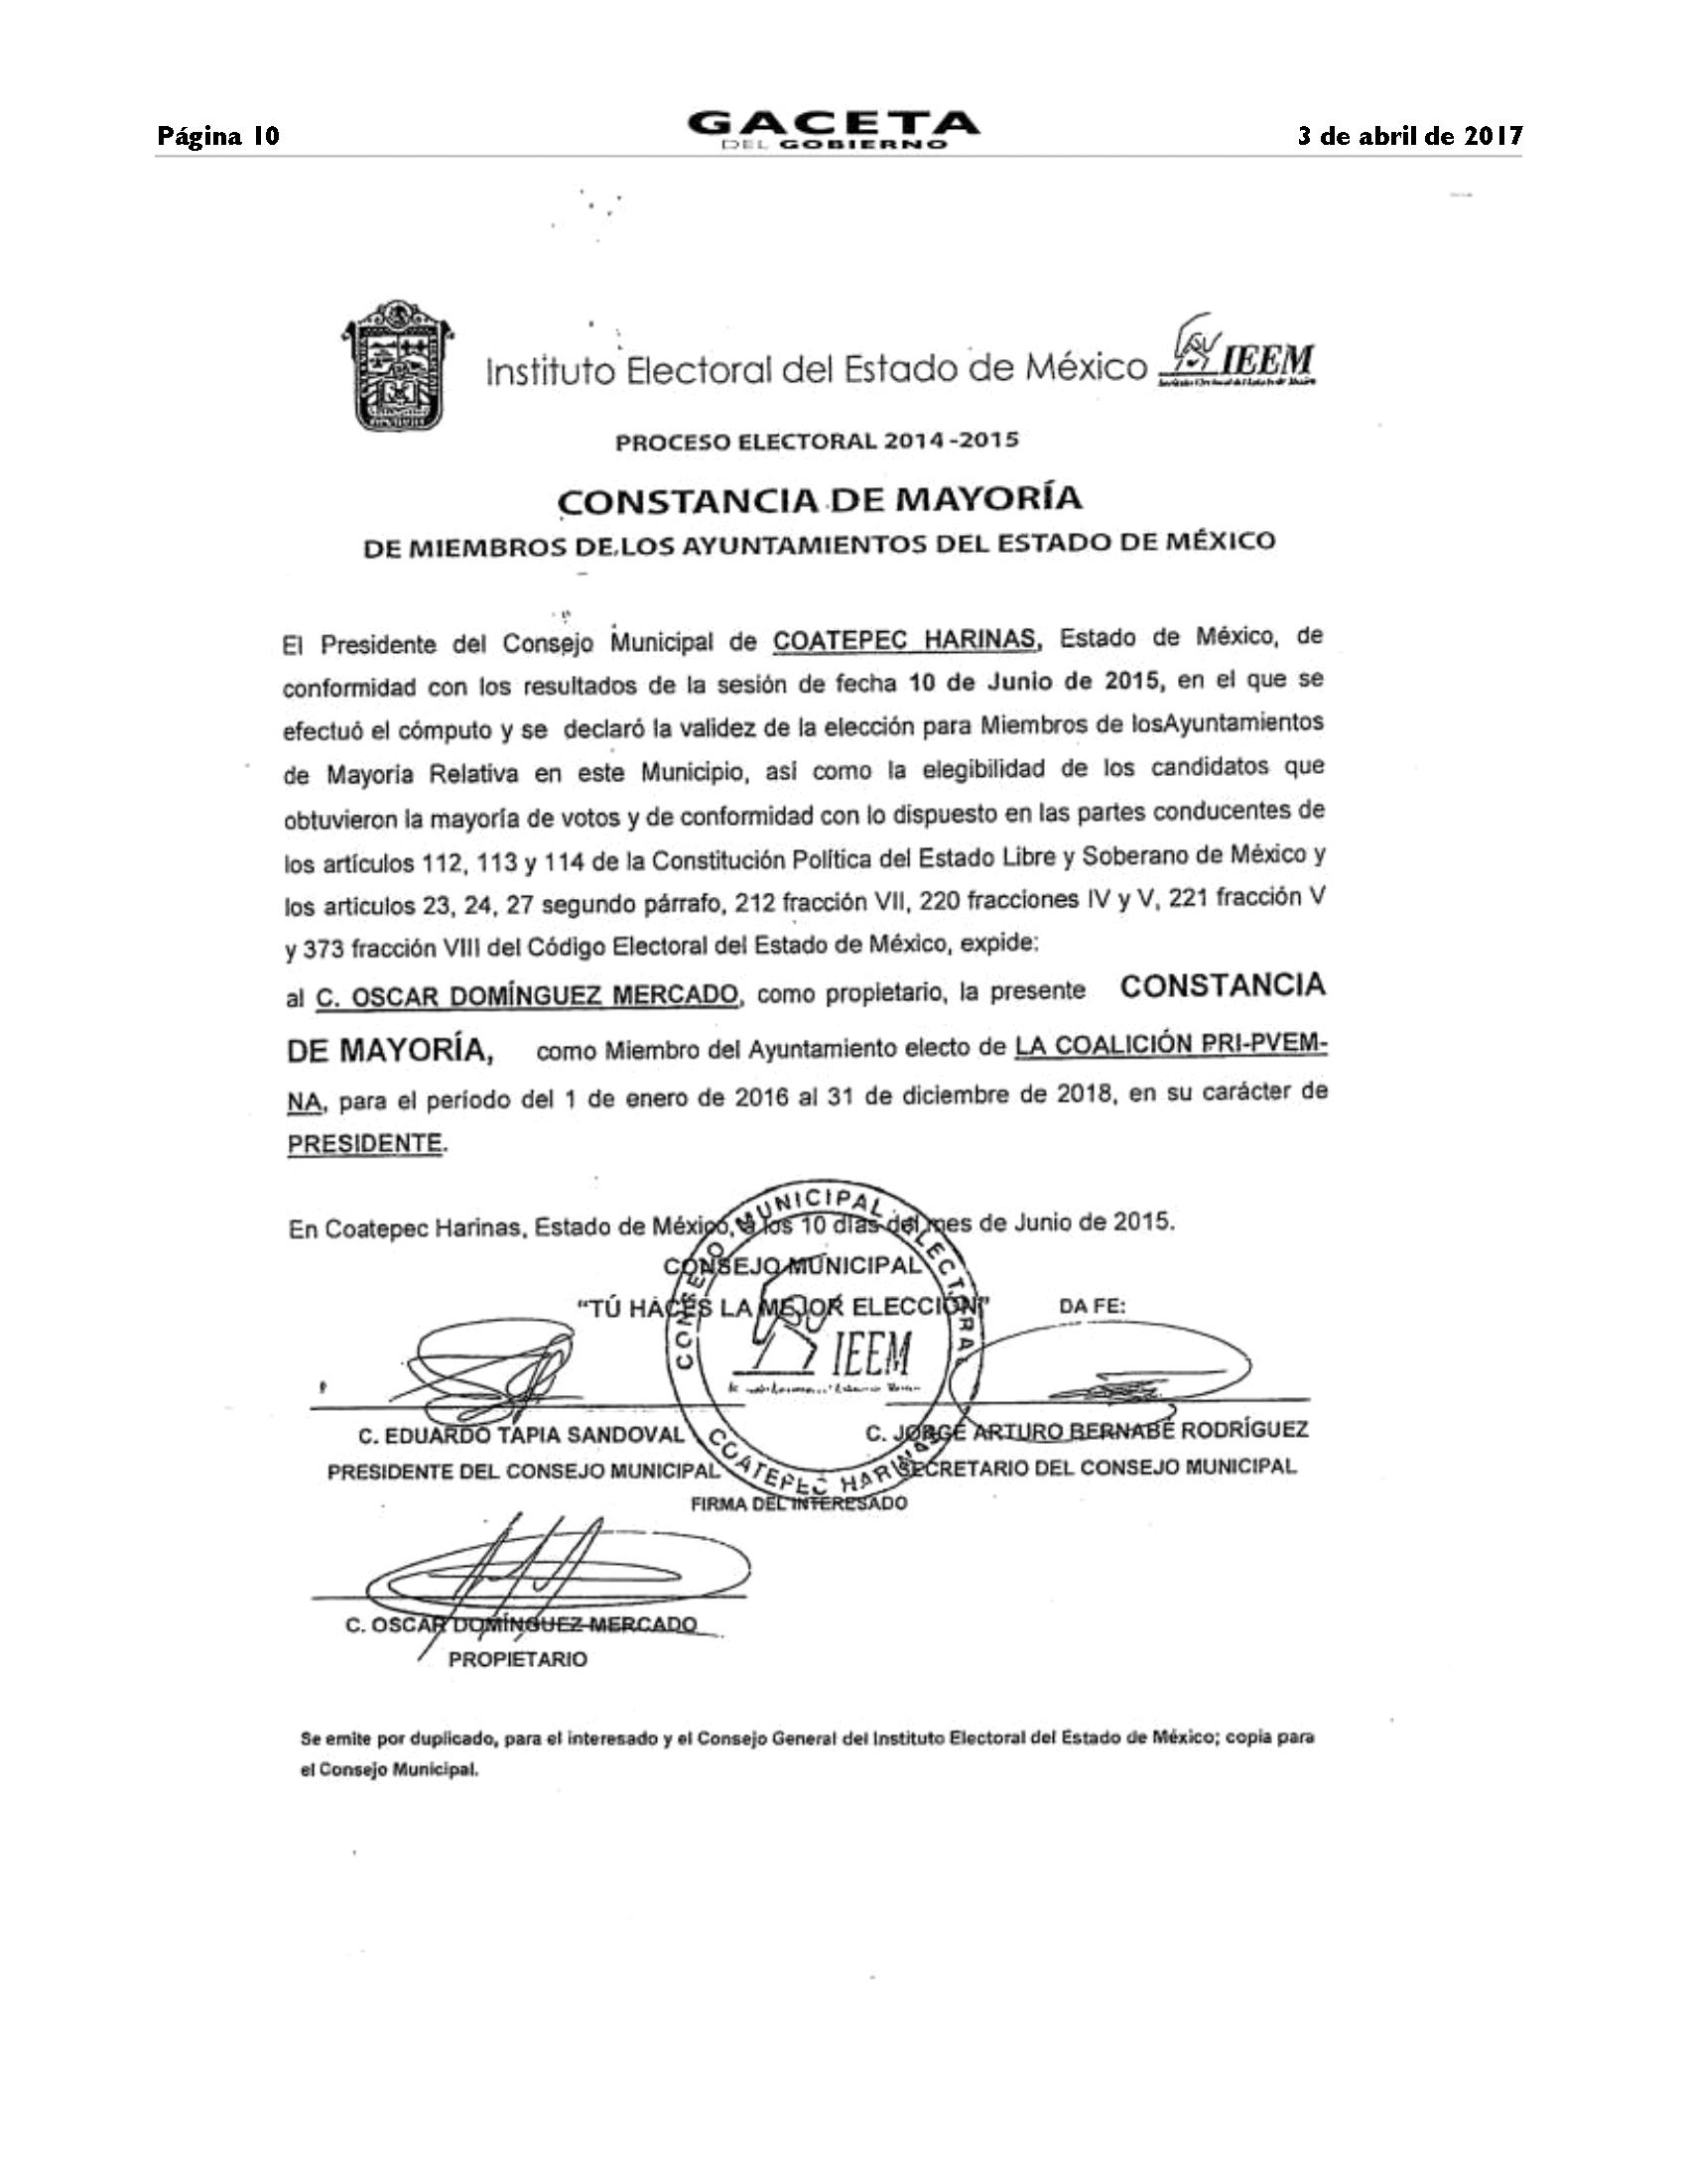 Página 10
GACETA
DEL GOBIERNO
3 de abril de 2017
Instituto Electoral del Estado de México
IEEM
PROCESO ELECTORAL 2014-2015
CONSTANCIA DE MAYORÍA
DE MIEMBROS DE LOS AYUNTAMIENTOS DEL ESTADO DE MÉXICO
El Presidente del Consejo Municipal de COATEPEC HARINAS, Estado de México, de
conformidad con los resultados de la sesión de fecha 10 de Junio de 2015, en el que se
efectuó el cómputo y se declaró la validez de la elección para Miembros de losAyuntamientos
de Mayoria Relativa en este Municipio, asi como la elegibilidad de los candidatos que
obtuvieron la mayoría de votos y de conformidad con lo dispuesto en las partes conducentes de
los artículos 112, 113 y 114 de la Constitución Política del Estado Libre y Soberano de México y
los articulos 23, 24, 27 segundo párrafo, 212 fracción VII, 220 fracciones IV y V, 221 fracción V
y 373 fracción VIII del Código Electoral del Estado de México, expide:
al C. OSCAR DOMÍNGUEZ MERCADO, como propietario, la presente CONSTANCIA
DE MAYORÍA, como Miembro del Ayuntamiento electo de LA COALICIÓN PRI-PVEM-
NA, para el período del 1 de enero de 2016 al 31 de diciembre de 2018, en su carácter de
PRESIDENTE.
En Coatepec Harinas, Estado de México, a los 10 días del mes de Junio de 2015.
CONSEJO MUNICIPAL
"TÚ HACES LA MEJOR ELECCIÓN"
DA FE:
CONSEJO MUNICIPAL ELECTORAL
IEEM
COATEPEC HARINAS
C. EDUARDO TAPIA SANDOVAL
C. JORGE ARTURO BERNABÉ RODRÍGUEZ
PRESIDENTE DEL CONSEJO MUNICIPAL
SECRETARIO DEL CONSEJO MUNICIPAL
FIRMA DEL INTERESADO
C. OSCAR DOMÍNGUEZ MERCADO
PROPIETARIO
Se emite por duplicado, para el interesado y el Consejo General del Instituto Electoral del Estado de México; copia para
el Consejo Municipal.